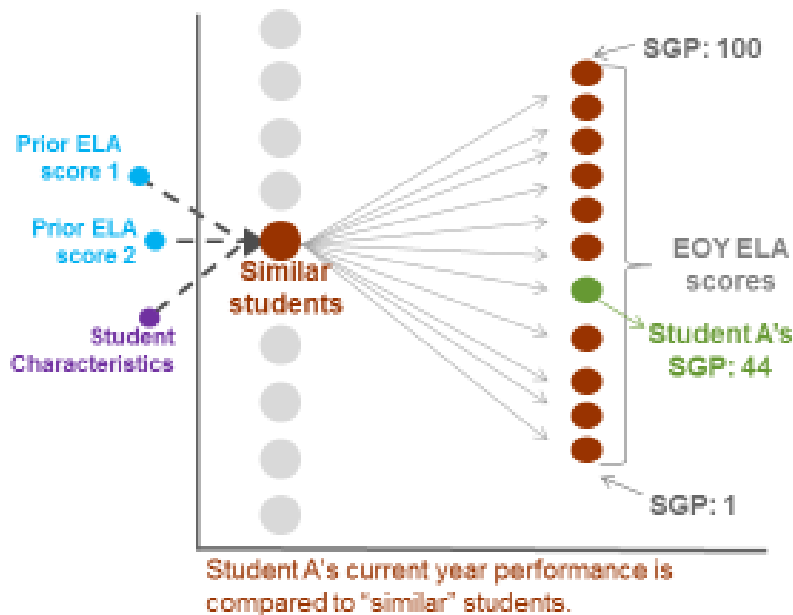 SGP: 100
Prior ELA
score 1
Prior ELA
score 2
Similar
students
EOY ELA
scores
Student
Characteristics
Student A's
SGP: 44
SGP: 1
Student A's current year performance is
compared to "similar" students.